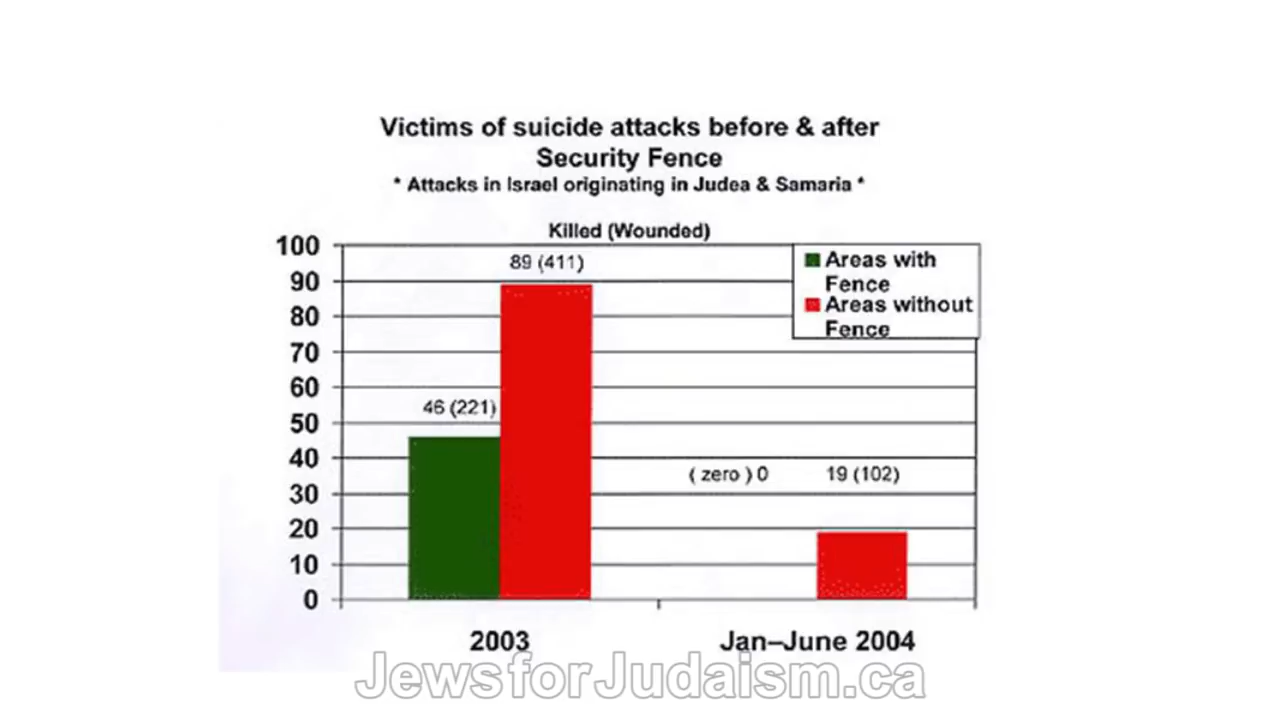 Victims of suicide attacks before & after
Security Fence
* Attacks in Israel originating in Judea & Samaria *
Killed (Wounded)
100
90
80
70
60
50
40
30
20
10
0
89 (411)
46 (221)
( zero ) 0
19 (102)
Areas with
Fence
Areas without
Fence
2003
Jan–June 2004
JewsforJudaism.ca